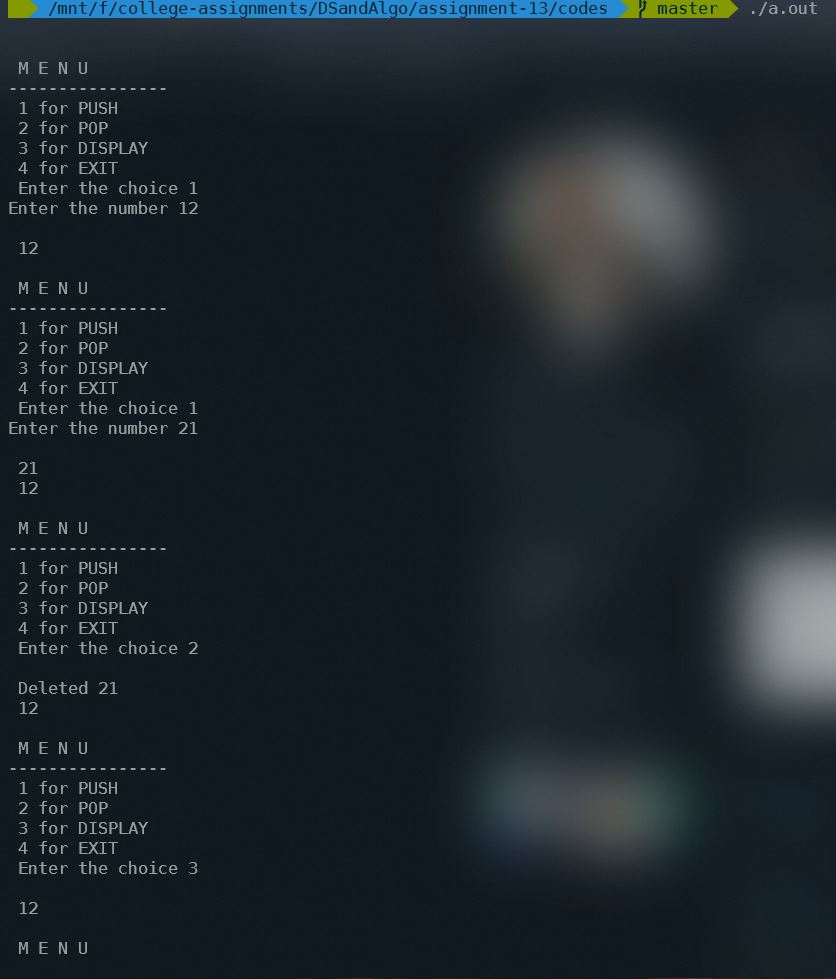 /mnt/f/college-assignments/DSandAlgo/assignment-13/codes master ./a.out
M E N U
----------------
1 for PUSH
2 for POP
3 for DISPLAY
4 for EXIT
Enter the choice 1
Enter the number 12
12
M E N U
----------------
1 for PUSH
2 for POP
3 for DISPLAY
4 for EXIT
Enter the choice 1
Enter the number 21
21
12
M E N U
----------------
1 for PUSH
2 for POP
3 for DISPLAY
4 for EXIT
Enter the choice 2
Deleted 21
12
M E N U
----------------
1 for PUSH
2 for POP
3 for DISPLAY
4 for EXIT
Enter the choice 3
12
M E N U